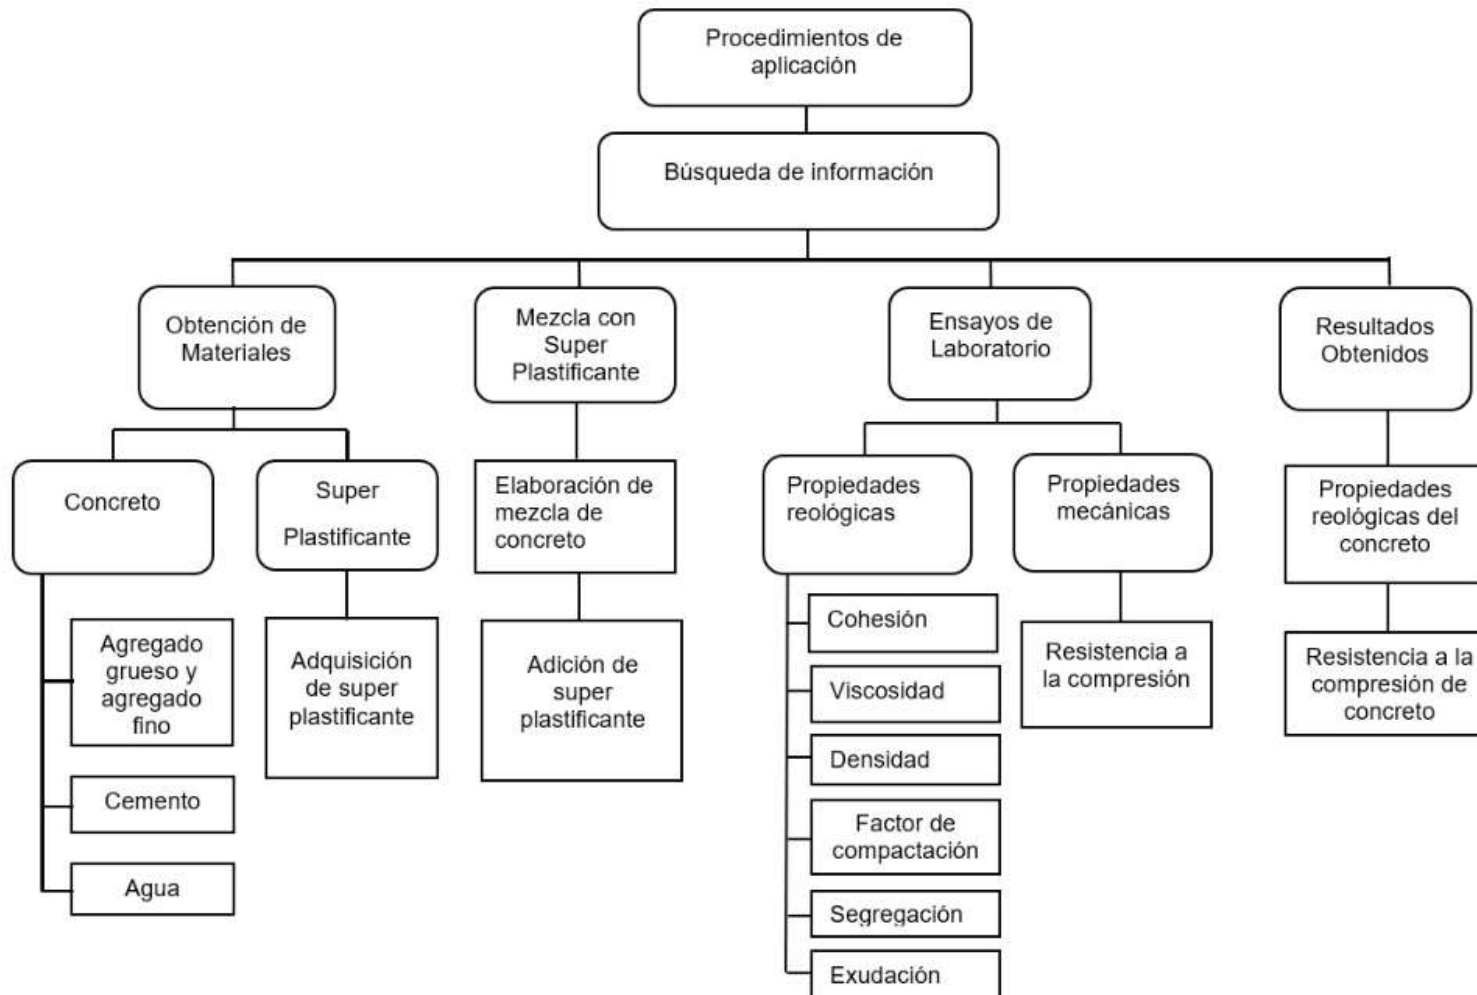 Procedimientos de
aplicación
Búsqueda de información
Obtención de
Materiales
Mezcla con
Super
Plastificante
Ensayos de
Laboratorio
Resultados
Obtenidos
Concreto
Super
Plastificante
Elaboración de
mezcla de
concreto
Propiedades
reológicas
Propiedades
mecánicas
Propiedades
reológicas del
concreto
Agregado
grueso y
agregado
fino
Cemento
Agua
Adquisición
de super
plastificante
Adición de
super
plastificante
Cohesión
Viscosidad
Densidad
Factor de
compactación
Segregación
Exudación
Resistencia a
la compresión
Resistencia a la
compresión de
concreto